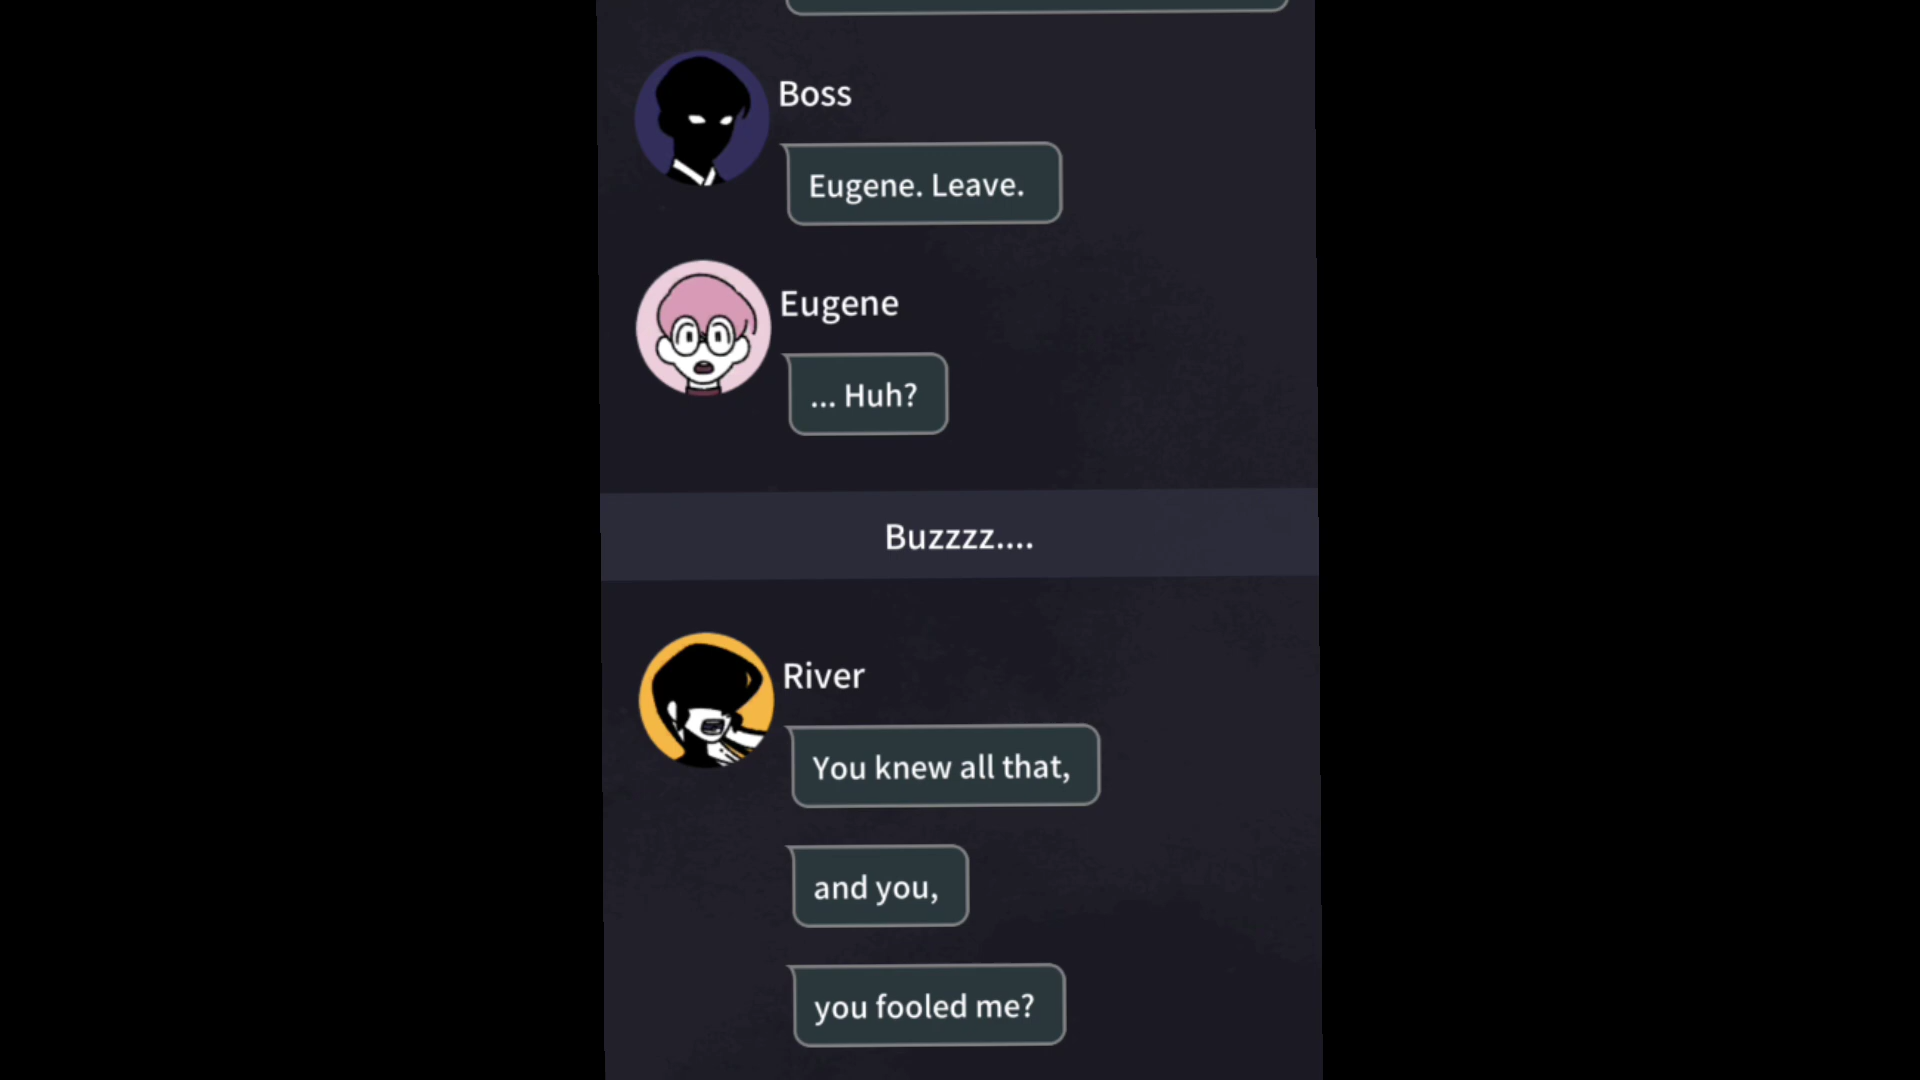 Boss
Eugene. Leave.
Eugene
... Huh?
Buzzzz....
River
You knew all that,
and you,
you fooled me?